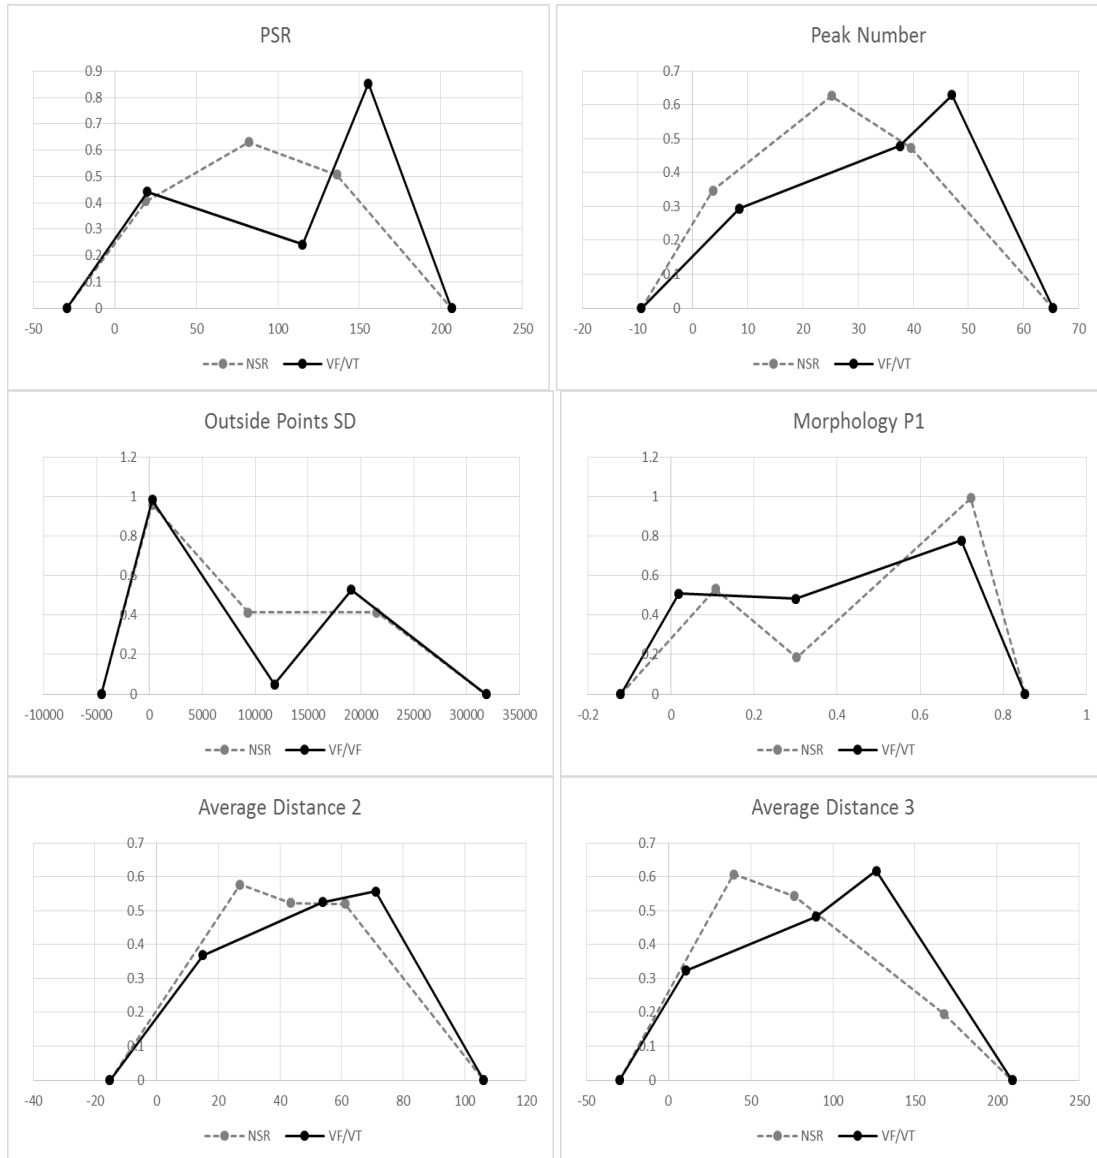 PSR
0.9
0.8
0.7
0.6
0.5
0.4
0.3
0.2
0.1
0
-50 0 50 100 150 200 250
NSR VF/VT
Peak Number
0.7
0.6
0.5
0.4
0.3
0.2
0.1
0
-20 -10 0 10 20 30 40 50 60 70
NSR VF/VT
Outside Points SD
1.2
1
0.8
0.6
0.4
0.2
0
-10000 -5000 0 5000 10000 15000 20000 25000 30000 35000
NSR VF/VF
Morphology P1
1.2
1
0.8
0.6
0.4
0.2
0
-0.2 0 0.2 0.4 0.6 0.8 1
NSR VF/VT
Average Distance 2
0.7
0.6
0.5
0.4
0.3
0.2
0.1
0
-40 -20 0 20 40 60 80 100 120
NSR VF/VT
Average Distance 3
0.7
0.6
0.5
0.4
0.3
0.2
0.1
0
-50 0 50 100 150 200 250
NSR VF/VT